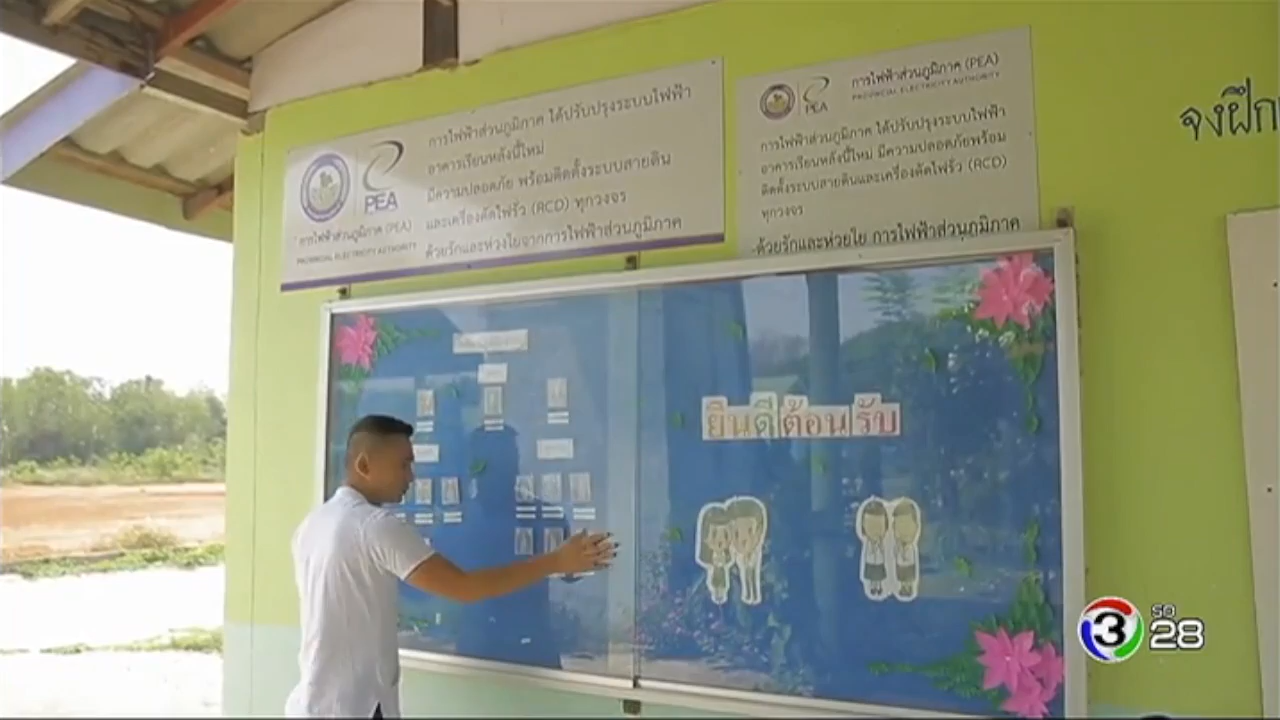 การไฟฟ้าส่วนภูมิภาค ได้ปรับปรุงระบบไฟฟ้า
อาคารเรียนหลังนี้ใหม่
มีความปลอดภัย พร้อมติดตั้งระบบสายดิน
และเครื่องตัดไฟรั่ว (RCD) ทุกวงจร
ด้วยรักและห่วงใยจากการไฟฟ้าส่วนภูมิภาค
PEA
การไฟฟ้าส่วนภูมิภาค (PEA)
PROVINCIAL ELECTRICITY AUTHORITY
PEA
การไฟฟ้าส่วนภูมิภาค (PEA)
PROVINCIAL ELECTRICITY AUTHORITY
การไฟฟ้าส่วนภูมิภาค ได้ปรับปรุงระบบไฟฟ้า
อาคารเรียนหลังนี้ใหม่ มีความปลอดภัยพร้อม
ติดตั้งระบบสายดินและเครื่องตัดไฟรั่ว (RCD)
ทุกวงจร
-ด้วยรักและห่วยใย การไฟฟ้าส่วนภูมิภาค
จงฝึก
ยินดีต้อนรับ
3 ช่อ 28